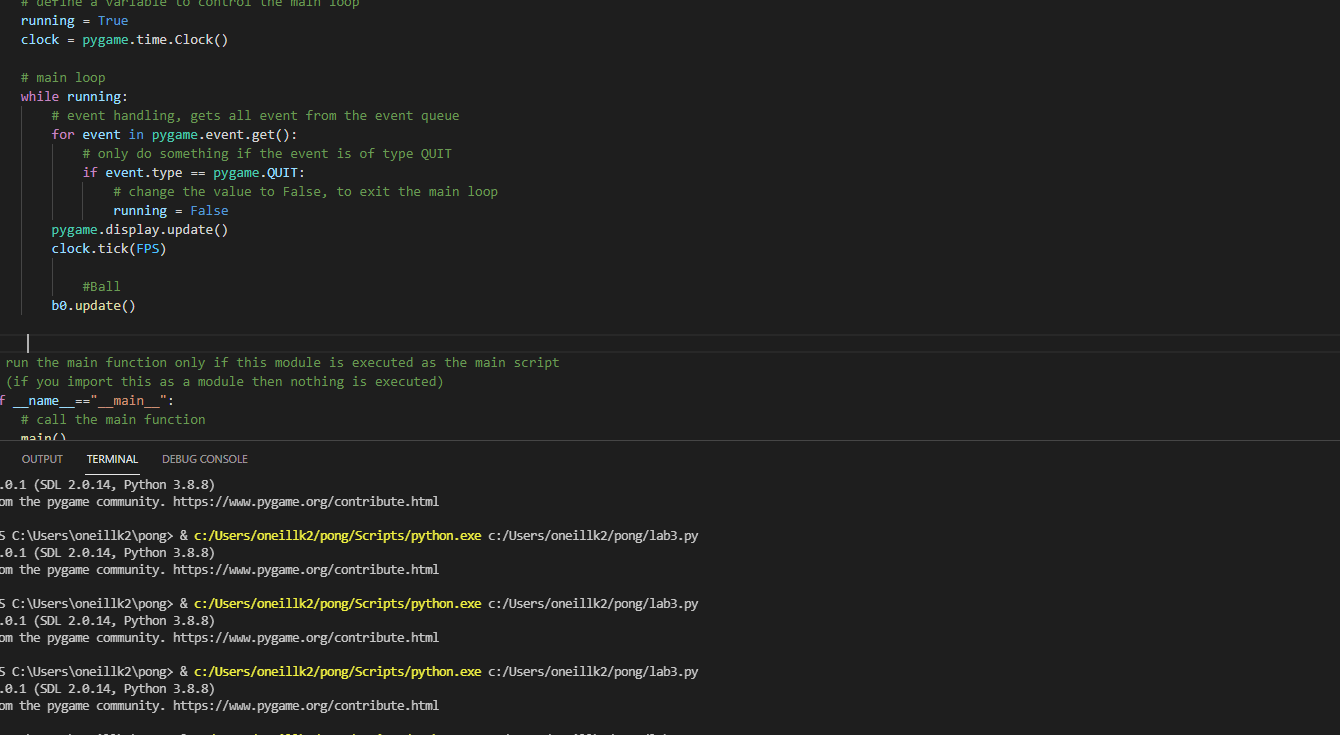 # define a variable to control the main loop
running = True
clock = pygame.time.Clock()
# main loop
while running:
# event handling, gets all event from the event queue
for event in pygame.event.get():
# only do something if the event is of type QUIT
if event.type == pygame.QUIT:
# change the value to False, to exit the main loop
running = False
pygame.display.update()
clock.tick(FPS)
#Ball
b0.update()
run the main function only if this module is executed as the main script
(if you import this as a module then nothing is executed)
f __name__=="__main__":
# call the main function
main()
OUTPUT TERMINAL DEBUG CONSOLE
.0.1 (SDL 2.0.14, Python 3.8.8)
om the pygame community. https://www.pygame.org/contribute.html
S C:\Users\oneillk2\pong> & c:/Users/oneillk2/pong/Scripts/python.exe c:/Users/oneillk2/pong/lab3.py
.0.1 (SDL 2.0.14, Python 3.8.8)
om the pygame community. https://www.pygame.org/contribute.html
S C:\Users\oneillk2\pong> & c:/Users/oneillk2/pong/Scripts/python.exe c:/Users/oneillk2/pong/lab3.py
.0.1 (SDL 2.0.14, Python 3.8.8)
om the pygame community. https://www.pygame.org/contribute.html
S C:\Users\oneillk2\pong> & c:/Users/oneillk2/pong/Scripts/python.exe c:/Users/oneillk2/pong/lab3.py
.0.1 (SDL 2.0.14, Python 3.8.8)
om the pygame community. https://www.pygame.org/contribute.html